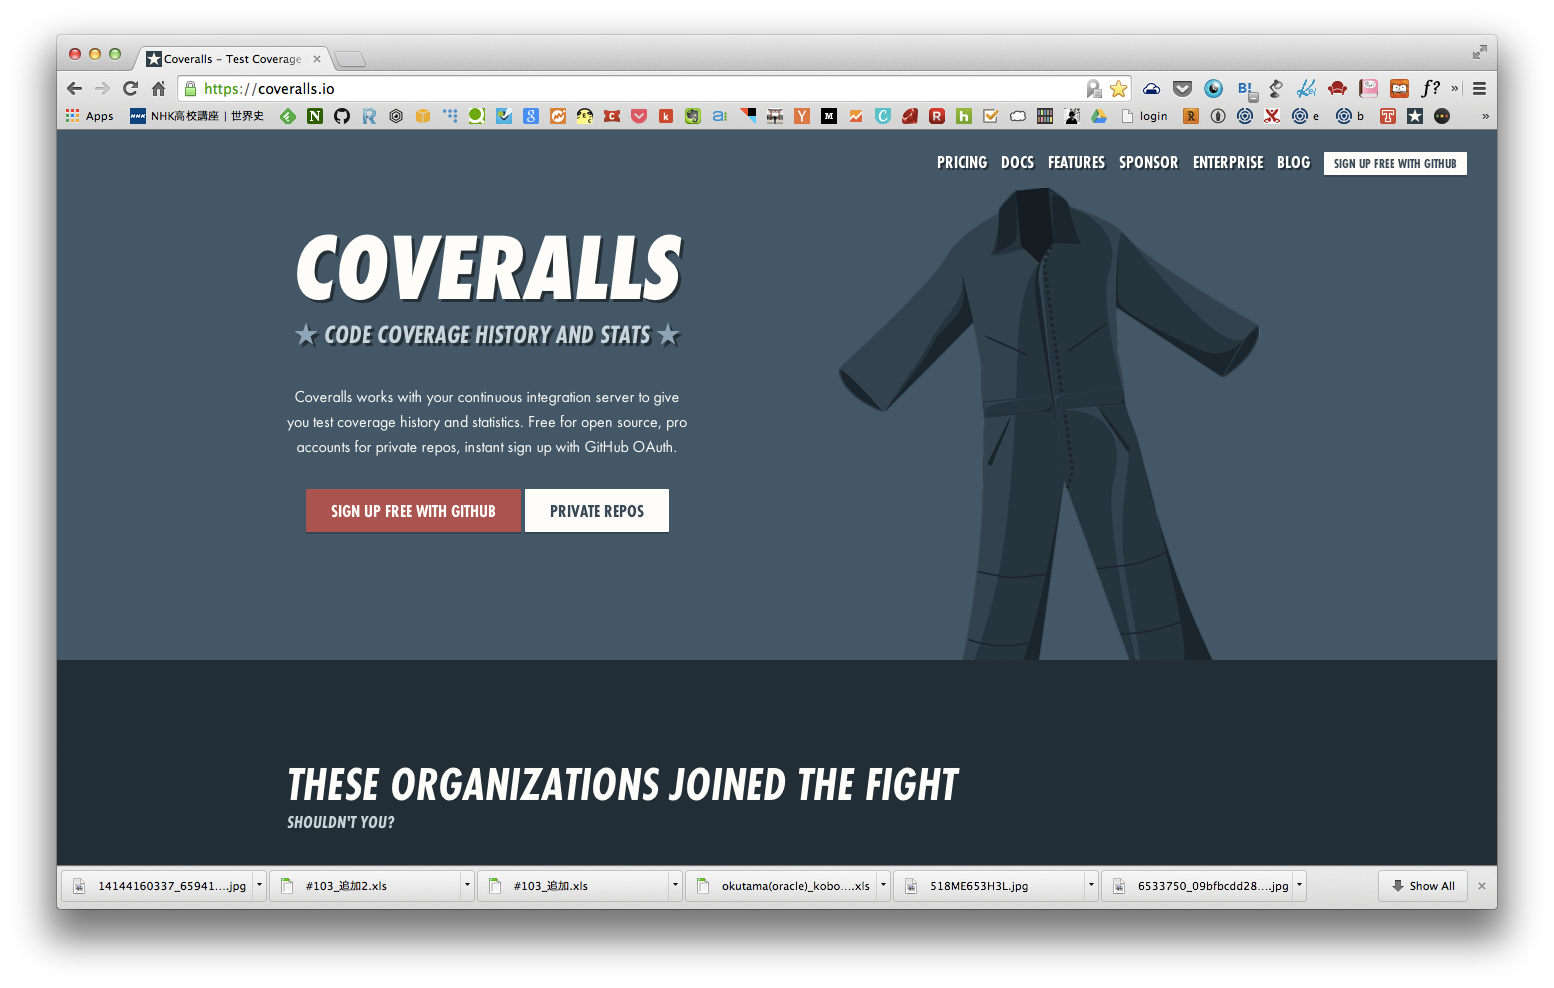 Coveralls – Test Coverage
https://coveralls.io
f?
»
Apps
NHK高校講座 | 世界史
login
e
b
»
PRICING DOCS FEATURES SPONSOR ENTERPRISE BLOG SIGN UP FREE WITH GITHUB
COVERALLS
★ CODE COVERAGE HISTORY AND STATS ★
Coveralls works with your continuous integration server to give
you test coverage history and statistics. Free for open source, pro
accounts for private repos, instant sign up with GitHub OAuth.
SIGN UP FREE WITH GITHUB PRIVATE REPOS
THESE ORGANIZATIONS JOINED THE FIGHT
SHOULDN'T YOU?
14144160337_65941....jpg
#103_追加2.xls
#103_追加.xls
okutama(oracle)_kobo....xls
518ME653H3L.jpg
6533750_09bfbcdd28....jpg
Show All